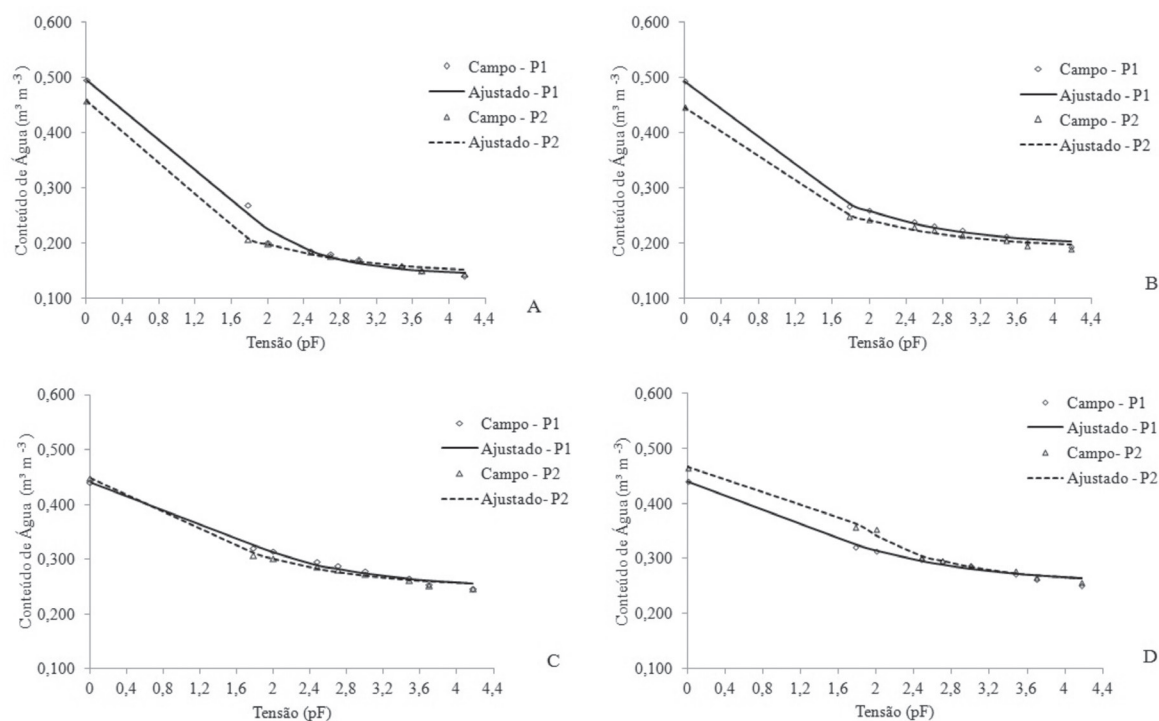 0,600
0,500
0,400
0,300
0,200
0,100
Conteúdo de Água (m³ m⁻³)
0 0,4 0,8 1,2 1,6 2 2,4 2,8 3,2 3,6 4 4,4
Tensão (pF)
Campo - P1
Ajustado - P1
Campo - P2
Ajustado - P2
A
0,600
0,500
0,400
0,300
0,200
0,100
Conteúdo de Água (m³ m⁻³)
0 0,4 0,8 1,2 1,6 2 2,4 2,8 3,2 3,6 4 4,4
Tensão (pF)
Campo - P1
Ajustado - P1
Campo - P2
Ajustado - P2
B
0,600
0,500
0,400
0,300
0,200
0,100
Conteúdo de Água (m³ m⁻³)
0 0,4 0,8 1,2 1,6 2 2,4 2,8 3,2 3,6 4 4,4
Tensão (pF)
Campo - P1
Ajustado - P1
Campo - P2
Ajustado- P2
C
0,600
0,500
0,400
0,300
0,200
0,100
Conteúdo de Água (m³ m⁻³)
0 0,4 0,8 1,2 1,6 2 2,4 2,8 3,2 3,6 4 4,4
Tensão (pF)
Campo - P1
Ajustado - P1
Campo- P2
Ajustado - P2
D